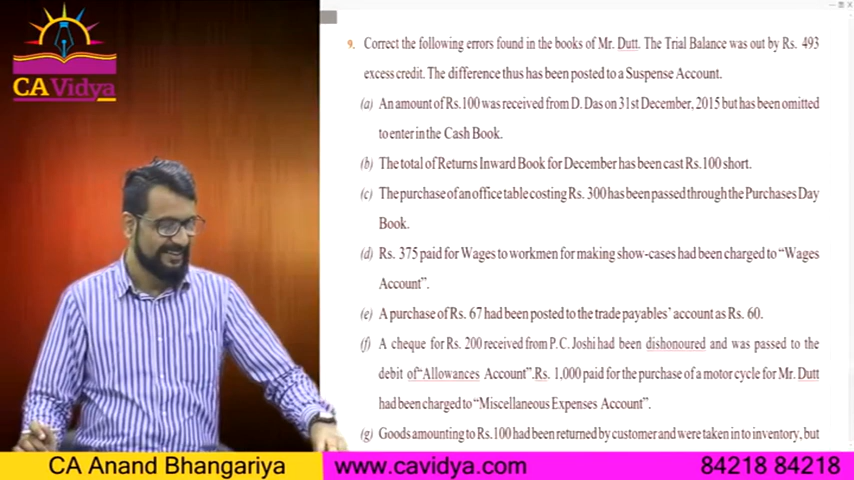 CAVidya
9. Correct the following errors found in the books of Mr. Dutt. The Trial Balance was out by Rs. 493
excess credit. The difference thus has been posted to a Suspense Account.
(a) An amount of Rs.100 was received from D. Das on 31st December, 2015 but has been omitted
to enter in the Cash Book.
(b) The total of Returns Inward Book for December has been cast Rs.100 short.
(c) The purchase of an office table costing Rs. 300 has been passed through the Purchases Day
Book.
(d) Rs. 375 paid for Wages to workmen for making show-cases had been charged to “Wages
Account”.
(e) A purchase of Rs. 67 had been posted to the trade payables’ account as Rs. 60.
(f) A cheque for Rs. 200 received from P. C. Joshi had been dishonoured and was passed to the
debit of “Allowances Account”. Rs. 1,000 paid for the purchase of a motor cycle for Mr. Dutt
had been charged to “Miscellaneous Expenses Account”.
(g) Goods amounting to Rs.100 had been returned by customer and were taken in to inventory, but
CA Anand Bhangariya
www.cavidya.com
84218 84218